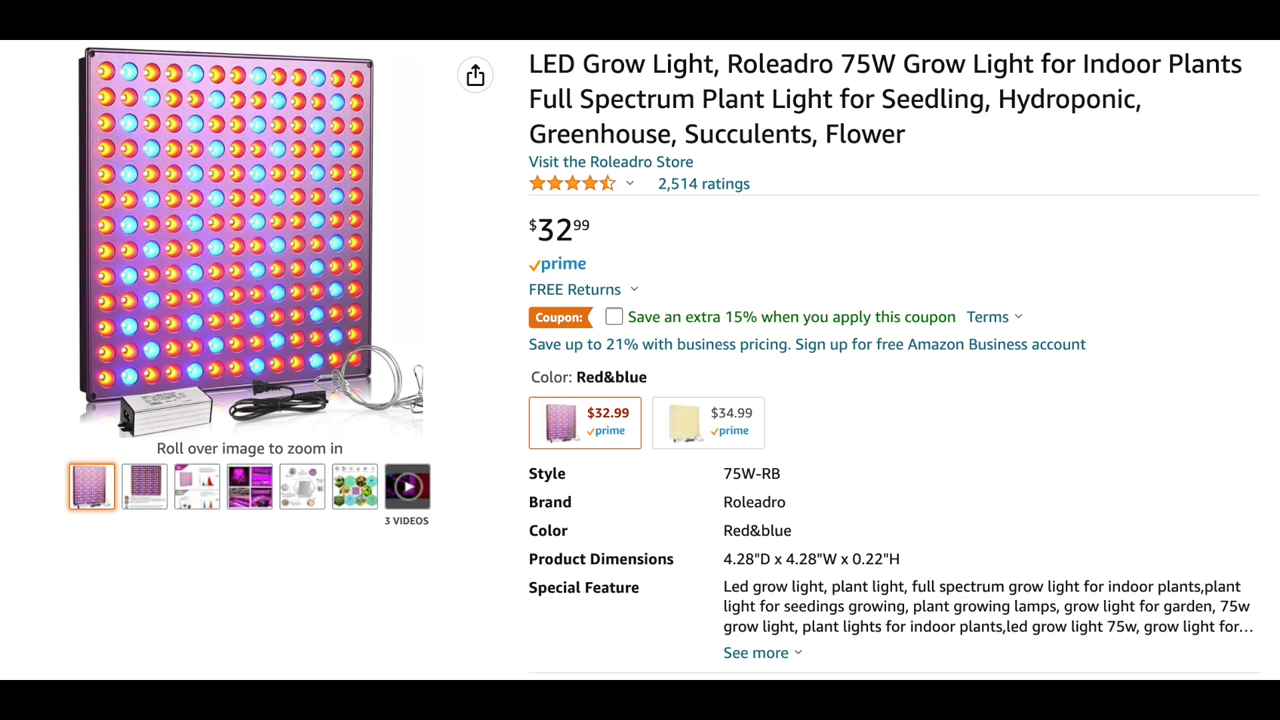 LED Grow Light, Roleadro 75W Grow Light for Indoor Plants
Full Spectrum Plant Light for Seedling, Hydroponic,
Greenhouse, Succulents, Flower
Visit the Roleadro Store
2,514 ratings
$32.99
prime
FREE Returns
Coupon: Save an extra 15% when you apply this coupon Terms
Save up to 21% with business pricing. Sign up for free Amazon Business account
Color: Red&blue
$32.99 $34.99
prime prime
Roll over image to zoom in
3 VIDEOS
Style 75W-RB
Brand Roleadro
Color Red&blue
Product Dimensions 4.28"D x 4.28"W x 0.22"H
Special Feature Led grow light, plant light, full spectrum grow light for indoor plants,plant
light for seedings growing, plant growing lamps, grow light for garden, 75w
grow light, plant lights for indoor plants,led grow light 75w, grow light for...
See more